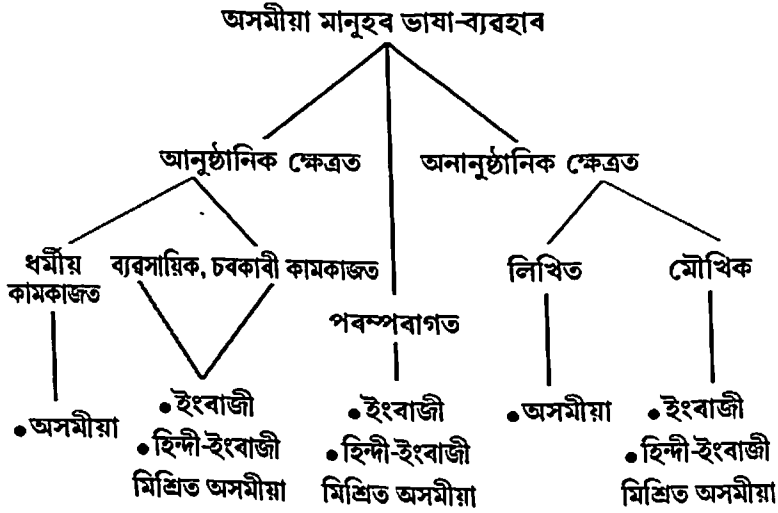 অসমীয়া মানুহৰ ভাষা-ব্যৱহাৰ
আনুষ্ঠানিক ক্ষেত্ৰত
অনানুষ্ঠানিক ক্ষেত্ৰত
ধৰ্মীয়
কামকাজত
ব্যৱসায়িক, চৰকাৰী কামকাজত
লিখিত
মৌখিক
পৰম্পৰাগত
•অসমীয়া
•ইংৰাজী
•হিন্দী-ইংৰাজী
মিশ্ৰিত অসমীয়া
•ইংৰাজী
•হিন্দী-ইংৰাজী
মিশ্ৰিত অসমীয়া
•অসমীয়া
•ইংৰাজী
•হিন্দী-ইংৰাজী
মিশ্ৰিত অসমীয়া